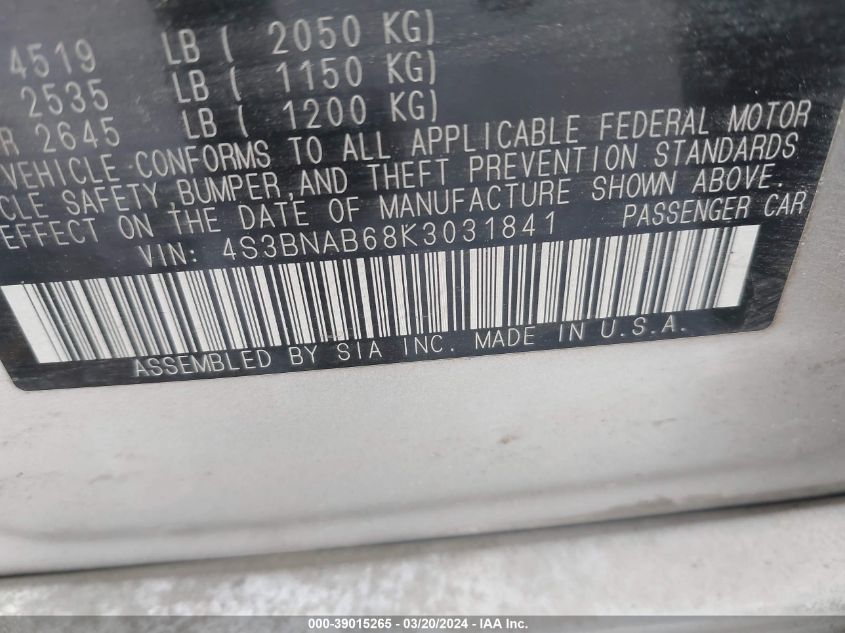 4519 LB ( 2050 KG)
2535 LB ( 1150 KG)
R 2645 LB ( 1200 KG)
VEHICLE CONFORMS TO ALL APPLICABLE FEDERAL MOTOR
CLE SAFETY, BUMPER, AND THEFT PREVENTION STANDARDS
EFFECT ON THE DATE OF MANUFACTURE SHOWN ABOVE.
VIN: 4S3BNAB68K3031841 PASSENGER CAR
ASSEMBLED BY SIA INC. MADE IN U.S.A.
000-39015265 - 03/20/2024 - IAA Inc.